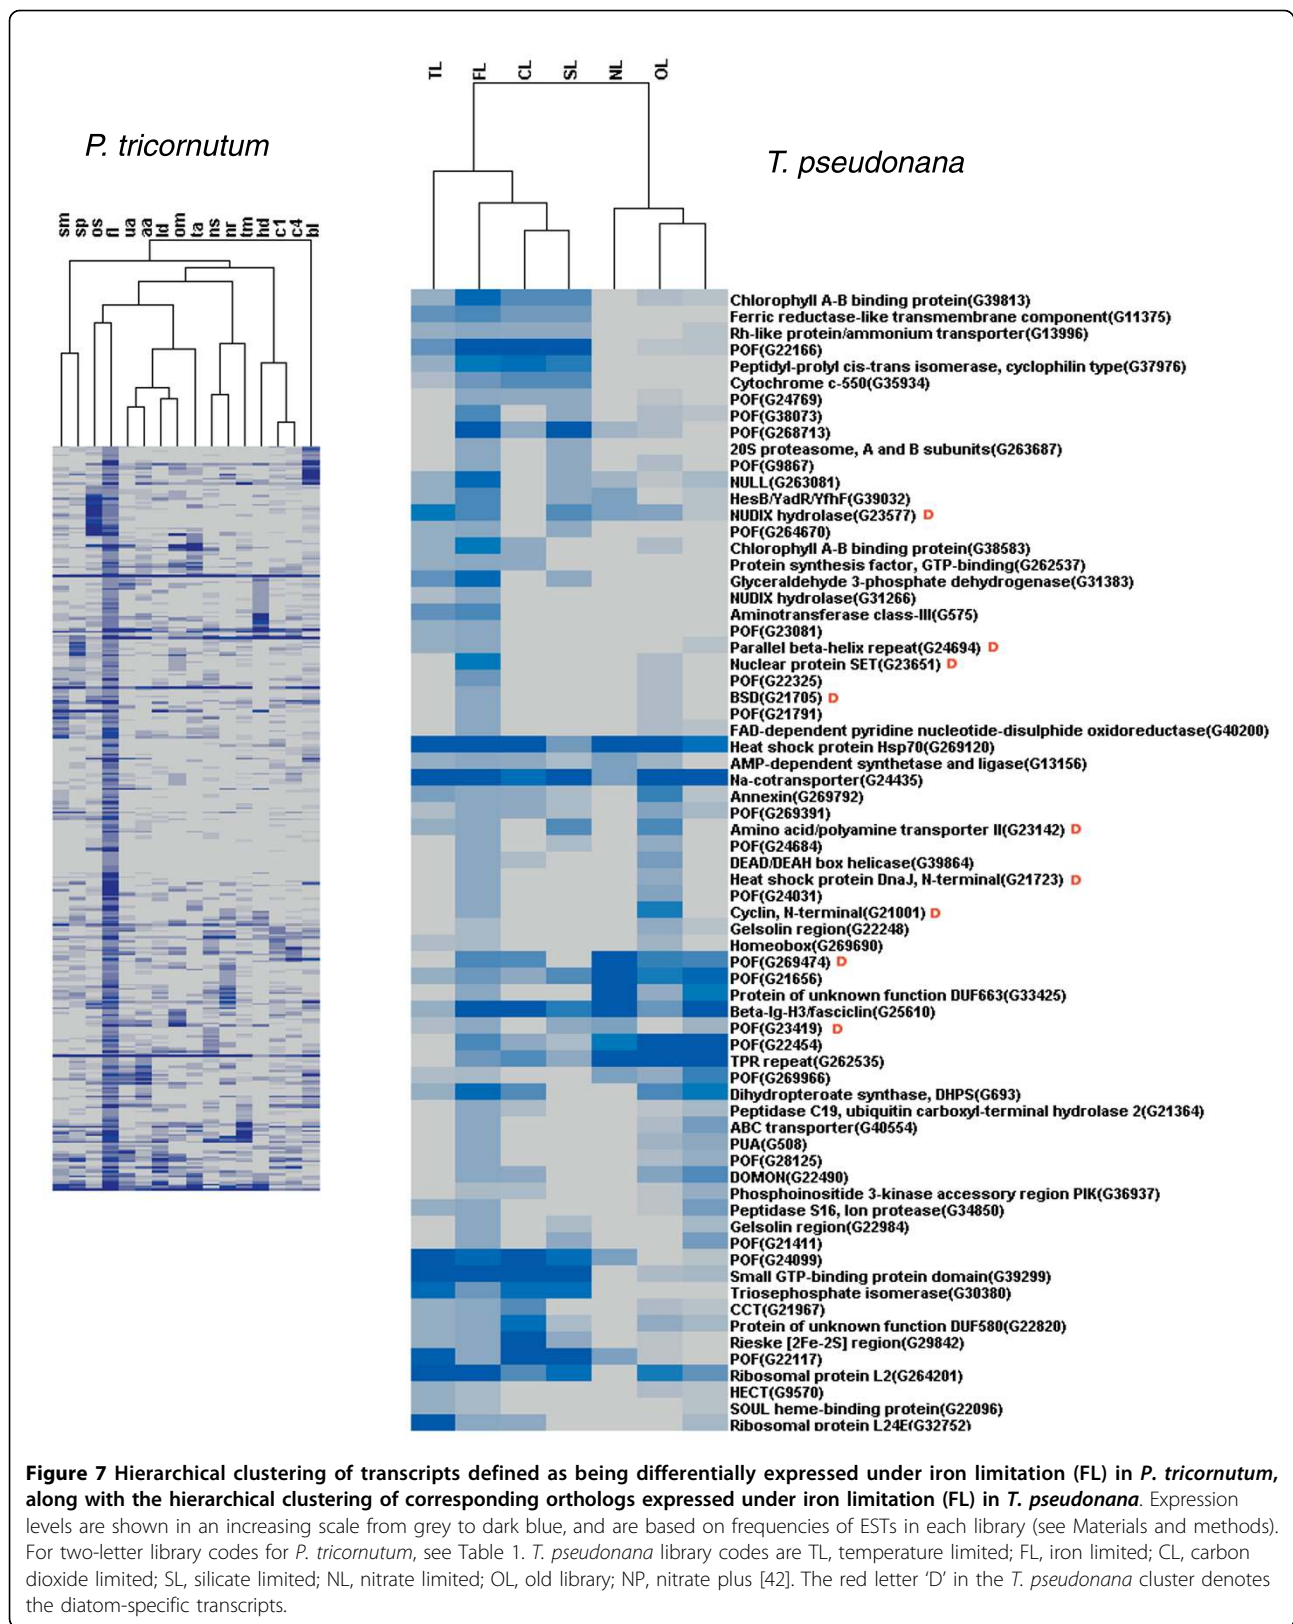 TL FL CL SL NL OL
P. tricornutum
T. pseudonana
sm sp os fl ua aa ld om ta ns nr tm hd c1 c4 bl
Chlorophyll A-B binding protein(G39813)
Ferric reductase-like transmembrane component(G11375)
Rh-like protein/ammonium transporter(G13996)
POF(G22166)
Peptidyl-prolyl cis-trans isomerase, cyclophilin type(G37976)
Cytochrome c-550(G35934)
POF(G24769)
POF(G38073)
POF(G268713)
20S proteasome, A and B subunits(G263687)
POF(G9867)
NULL(G263081)
HesB/YadR/YfhF(G39032)
NUDIX hydrolase(G23577) D
POF(G264670)
Chlorophyll A-B binding protein(G38583)
Protein synthesis factor, GTP-binding(G262537)
Glyceraldehyde 3-phosphate dehydrogenase(G31383)
NUDIX hydrolase(G31266)
Aminotransferase class-III(G575)
POF(G23081)
Parallel beta-helix repeat(G24694) D
Nuclear protein SET(G23651) D
POF(G22325)
BSD(G21705) D
POF(G21791)
FAD-dependent pyridine nucleotide-disulphide oxidoreductase(G40200)
Heat shock protein Hsp70(G269120)
AMP-dependent synthetase and ligase(G13156)
Na-cotransporter(G24435)
Annexin(G269792)
POF(G269391)
Amino acid/polyamine transporter II(G23142) D
POF(G24684)
DEAD/DEAH box helicase(G39864)
Heat shock protein DnaJ, N-terminal(G21723) D
POF(G24031)
Cyclin, N-terminal(G21001) D
Gelsolin region(G22248)
Homeobox(G269690)
POF(G269474) D
POF(G21656)
Protein of unknown function DUF663(G33425)
Beta-Ig-H3/fasciclin(G25610)
POF(G23419) D
POF(G22454)
TPR repeat(G262535)
POF(G269966)
Dihydropteroate synthase, DHPS(G693)
Peptidase C19, ubiquitin carboxyl-terminal hydrolase 2(G21364)
ABC transporter(G40554)
PUA(G508)
POF(G28125)
DOMON(G22490)
Phosphoinositide 3-kinase accessory region PIK(G36937)
Peptidase S16, lon protease(G34850)
Gelsolin region(G22984)
POF(G21411)
POF(G24099)
Small GTP-binding protein domain(G39299)
Triosephosphate isomerase(G30380)
CCT(G21967)
Protein of unknown function DUF580(G22820)
Rieske [2Fe-2S] region(G29842)
POF(G22117)
Ribosomal protein L2(G264201)
HECT(G9570)
SOUL heme-binding protein(G22096)
Ribosomal protein L24E(G32752)
Figure 7 Hierarchical clustering of transcripts defined as being differentially expressed under iron limitation (FL) in P. tricornutum,
along with the hierarchical clustering of corresponding orthologs expressed under iron limitation (FL) in T. pseudonana. Expression
levels are shown in an increasing scale from grey to dark blue, and are based on frequencies of ESTs in each library (see Materials and methods).
For two-letter library codes for P. tricornutum, see Table 1. T. pseudonana library codes are TL, temperature limited; FL, iron limited; CL, carbon
dioxide limited; SL, silicate limited; NL, nitrate limited; OL, old library; NP, nitrate plus [42]. The red letter ‘D’ in the T. pseudonana cluster denotes
the diatom-specific transcripts.